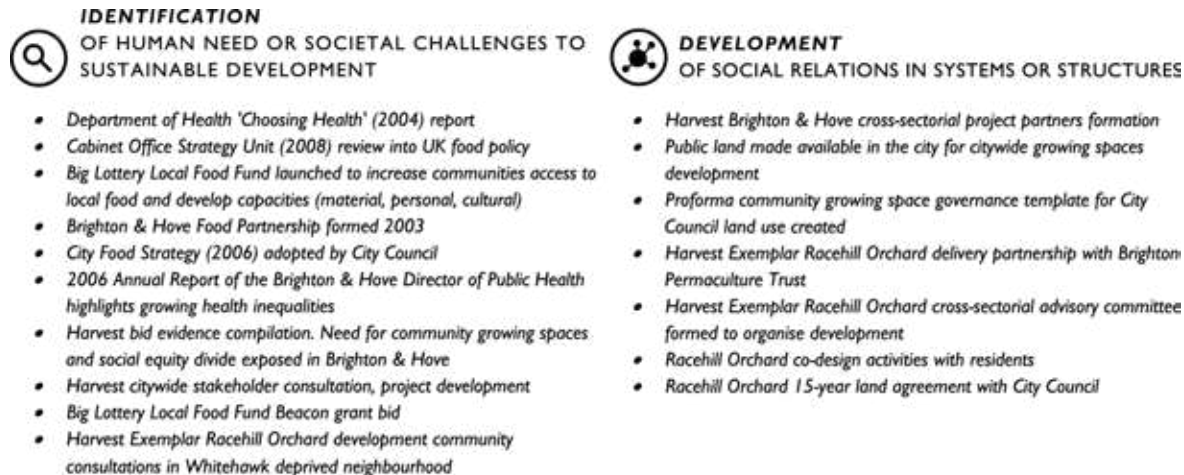 IDENTIFICATION
OF HUMAN NEED OR SOCIETAL CHALLENGES TO
SUSTAINABLE DEVELOPMENT
• Department of Health 'Choosing Health' (2004) report
• Cabinet Office Strategy Unit (2008) review into UK food policy
• Big Lottery Local Food Fund launched to increase communities access to
local food and develop capacities (material, personal, cultural)
• Brighton & Hove Food Partnership formed 2003
• City Food Strategy (2006) adopted by City Council
• 2006 Annual Report of the Brighton & Hove Director of Public Health
highlights growing health inequalities
• Harvest bid evidence compilation. Need for community growing spaces
and social equity divide exposed in Brighton & Hove
• Harvest citywide stakeholder consultation, project development
• Big Lottery Local Food Fund Beacon grant bid
• Harvest Exemplar Racehill Orchard development community
consultations in Whitehawk deprived neighbourhood
DEVELOPMENT
OF SOCIAL RELATIONS IN SYSTEMS OR STRUCTURES
• Harvest Brighton & Hove cross-sectorial project partners formation
• Public land made available in the city for citywide growing spaces
development
• Proforma community growing space governance template for City
Council land use created
• Harvest Exemplar Racehill Orchard delivery partnership with Brighton
Permaculture Trust
• Harvest Exemplar Racehill Orchard cross-sectorial advisory committee
formed to organise development
• Racehill Orchard co-design activities with residents
• Racehill Orchard 15-year land agreement with City Council